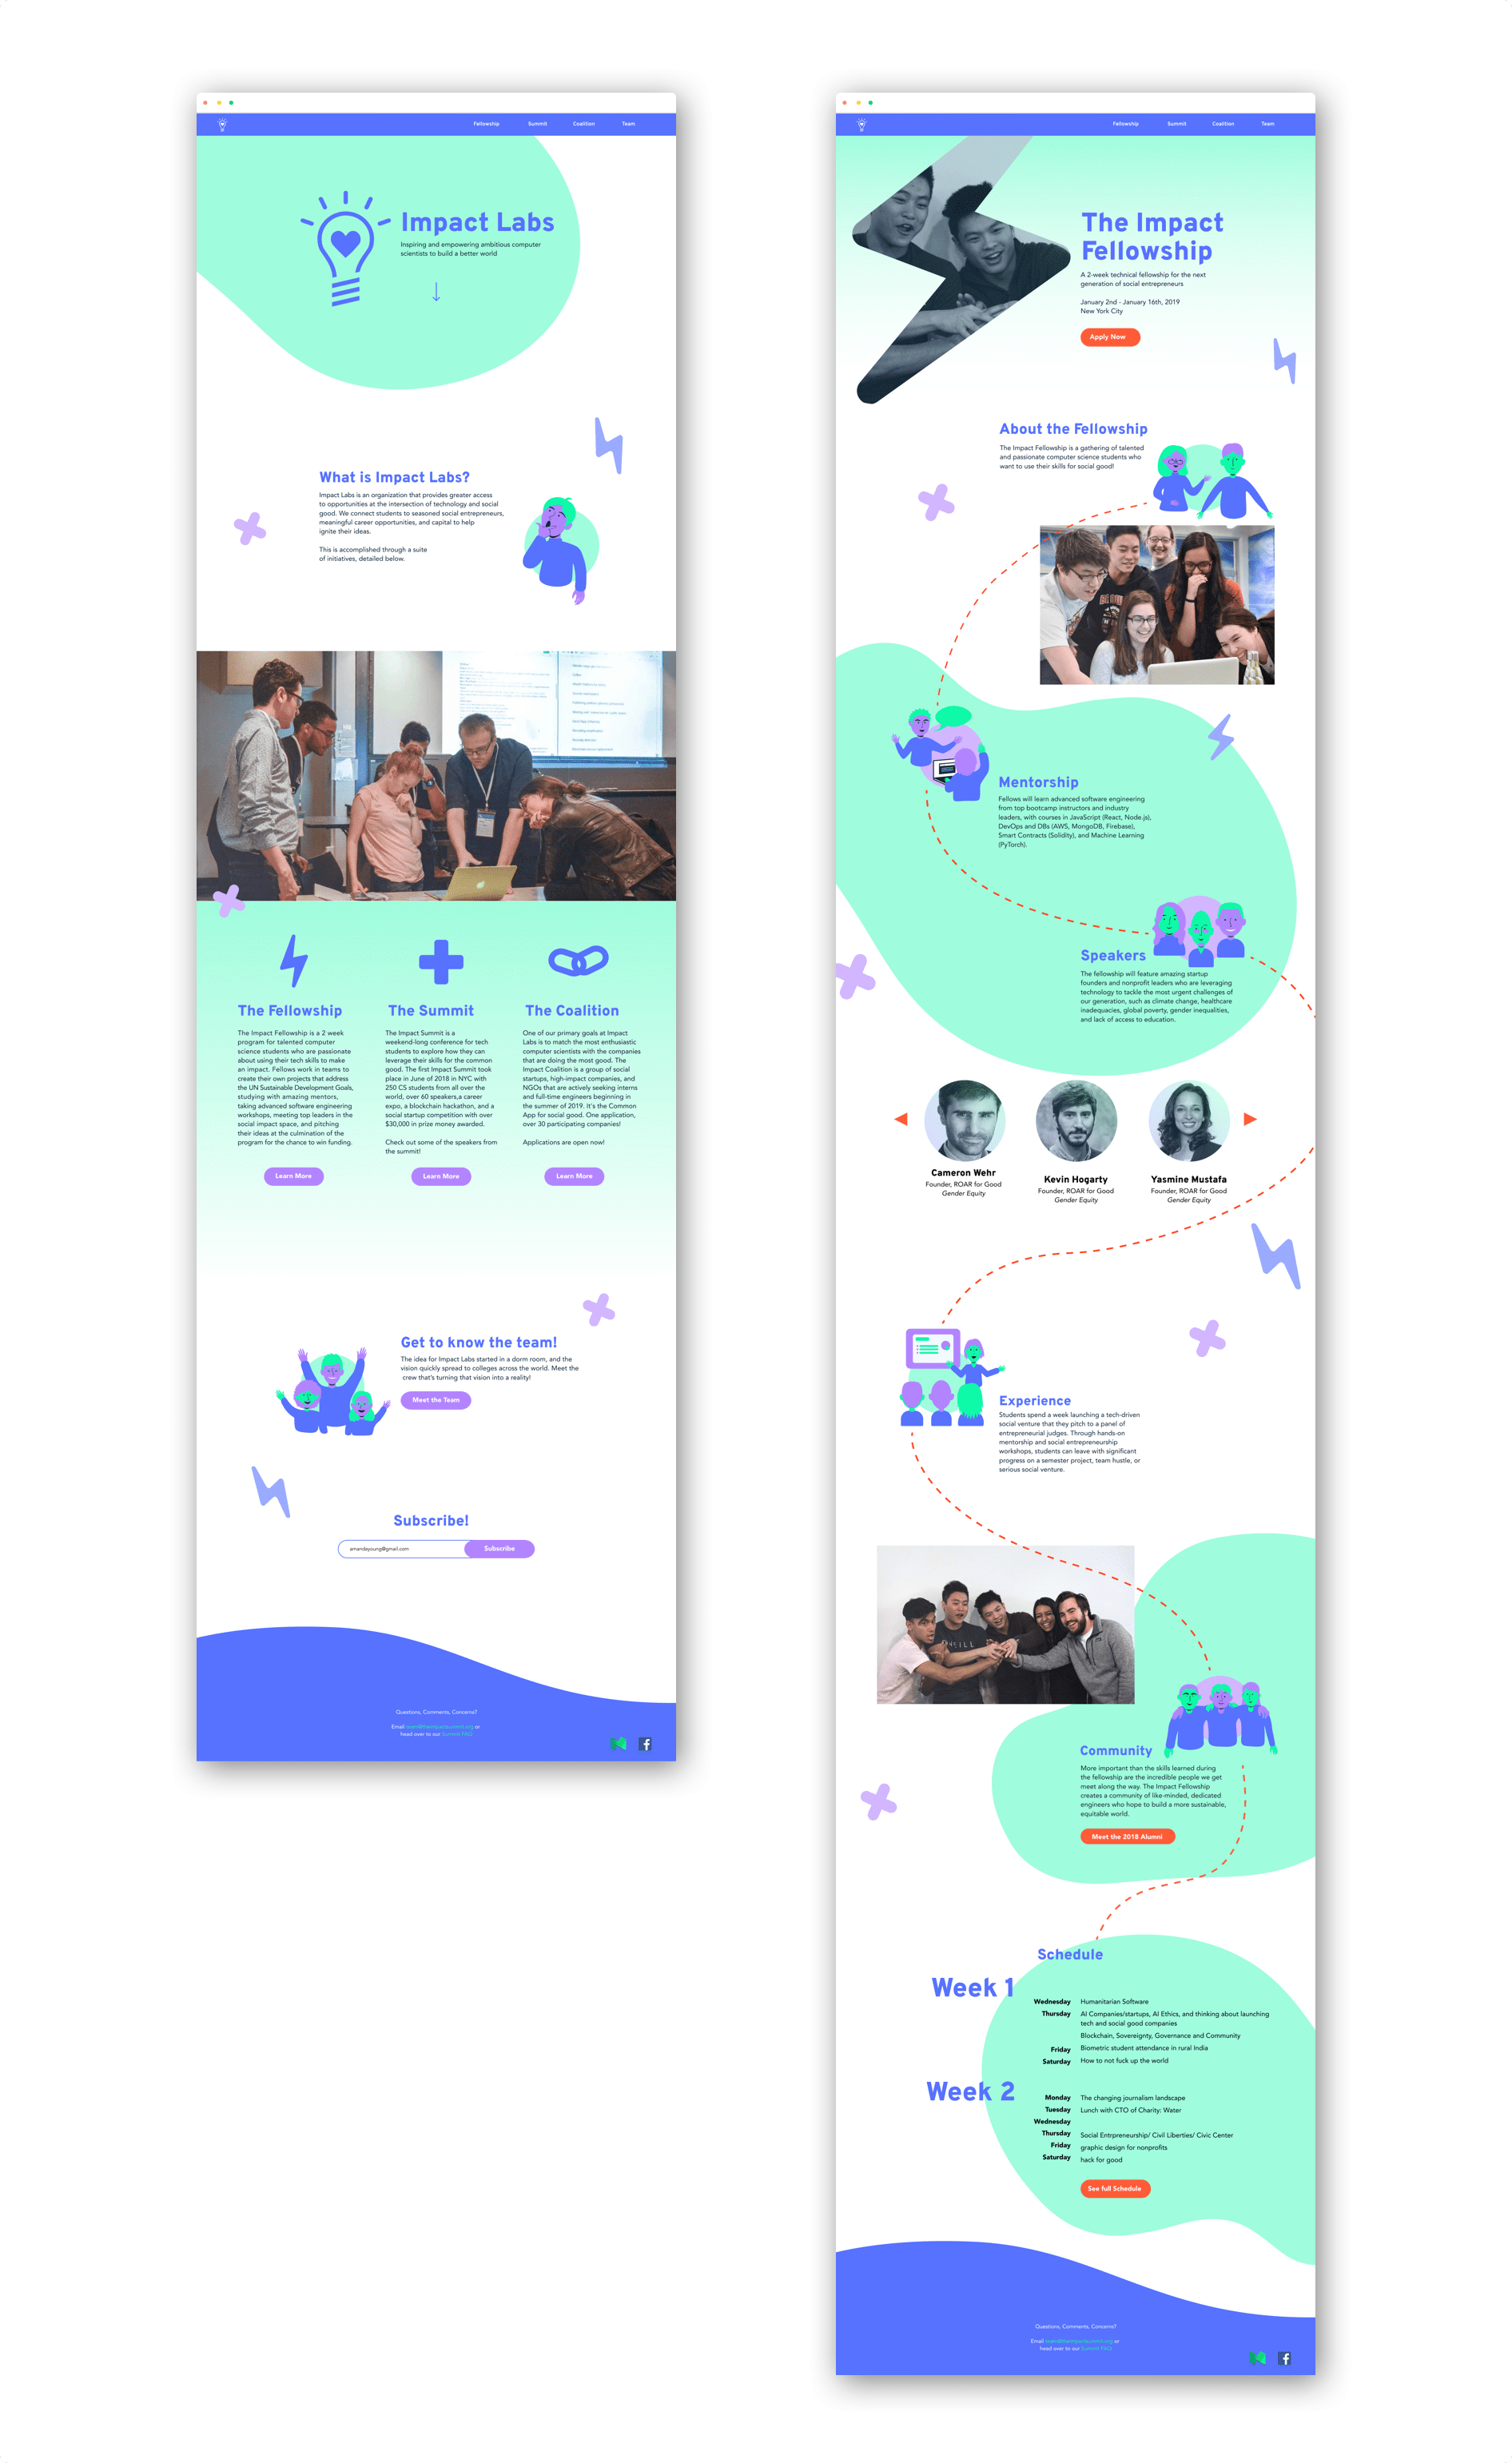 Fellowship
Summit
Coalition
Team
Impact Labs
Inspiring and empowering ambitious computer
scientists to build a better world
What is Impact Labs?
Impact Labs is an organization that provides greater access
to opportunities at the intersection of technology and social
good. We connect students to seasoned social entrepreneurs,
meaningful career opportunities, and capital to help
ignite their ideas.
This is accomplished through a suite
of initiatives, detailed below.
The Fellowship
The Impact Fellowship is a 2 week
program for talented computer
science students who are passionate
about using their tech skills to make
an impact. Fellows work in teams to
create their own projects that address
the UN Sustainable Development Goals,
studying with amazing mentors,
taking advanced software engineering
workshops, meeting top leaders in the
social impact space, and pitching
their ideas at the culmination of the
program for the chance to win funding.
Learn More
The Summit
The Impact Summit is a
weekend-long conference for tech
students to explore how they can
leverage their skills for the common
good. The first Impact Summit took
place in June of 2018 in NYC with
250 CS students from all over the
world, over 60 speakers,a career
expo, a blockchain hackathon, and a
social startup competition with over
$30,000 in prize money awarded.
Check out some of the speakers from
the summit!
Learn More
The Coalition
One of our primary goals at Impact
Labs is to match the most enthusiastic
computer scientists with the companies
that are doing the most good. The
Impact Coalition is a group of social
startups, high-impact companies, and
NGOs that are actively seeking interns
and full-time engineers beginning in
the summer of 2019. It's the Common
App for social good. One application,
over 30 participating companies!
Applications are open now!
Learn More
Get to know the team!
The idea for Impact Labs started in a dorm room, and the
vision quickly spread to colleges across the world. Meet the
crew that's turning that vision into a reality!
Meet the Team
Subscribe!
amandayoung@gmail.com
Subscribe
Questions, Comments, Concerns?
Email team@theimpactsummit.org or
head over to our Summit FAQ
Fellowship
Summit
Coalition
Team
The Impact
Fellowship
A 2-week technical fellowship for the next
generation of social entrepreneurs
January 2nd - January 16th, 2019
New York City
Apply Now
About the Fellowship
The Impact Fellowship is a gathering of talented
and passionate computer science students who
want to use their skills for social good!
Mentorship
Fellows will learn advanced software engineering
from top bootcamp instructors and industry
leaders, with courses in JavaScript (React, Node.js),
DevOps and DBs (AWS, MongoDB, Firebase),
Smart Contracts (Solidity), and Machine Learning
(PyTorch).
Speakers
The fellowship will feature amazing startup
founders and nonprofit leaders who are leveraging
technology to tackle the most urgent challenges of
our generation, such as climate change, healthcare
inadequacies, global poverty, gender inequalities,
and lack of access to education.
Cameron Wehr
Founder, ROAR for Good
Gender Equity
Kevin Hogarty
Founder, ROAR for Good
Gender Equity
Yasmine Mustafa
Founder, ROAR for Good
Gender Equity
Experience
Students spend a week launching a tech-driven
social venture that they pitch to a panel of
entrepreneurial judges. Through hands-on
mentorship and social entrepreneurship
workshops, students can leave with significant
progress on a semester project, team hustle, or
serious social venture.
Community
More important than the skills learned during
the fellowship are the incredible people we get
meet along the way. The Impact Fellowship
creates a community of like-minded, dedicated
engineers who hope to build a more sustainable,
equitable world.
Meet the 2018 Alumni
Schedule
Week 1
Wednesday Humanitarian Software
Thursday AI Companies/startups, AI Ethics, and thinking about launching
tech and social good companies
Blockchain, Sovereignty, Governance and Community
Friday Biometric student attendance in rural India
Saturday How to not fuck up the world
Week 2
Monday The changing journalism landscape
Tuesday Lunch with CTO of Charity: Water
Wednesday
Thursday Social Entrpreneurship/ Civil Liberties/ Civic Center
Friday graphic design for nonprofits
Saturday hack for good
See full Schedule
Questions, Comments, Concerns?
Email team@theimpactsummit.org or
head over to our Summit FAQ